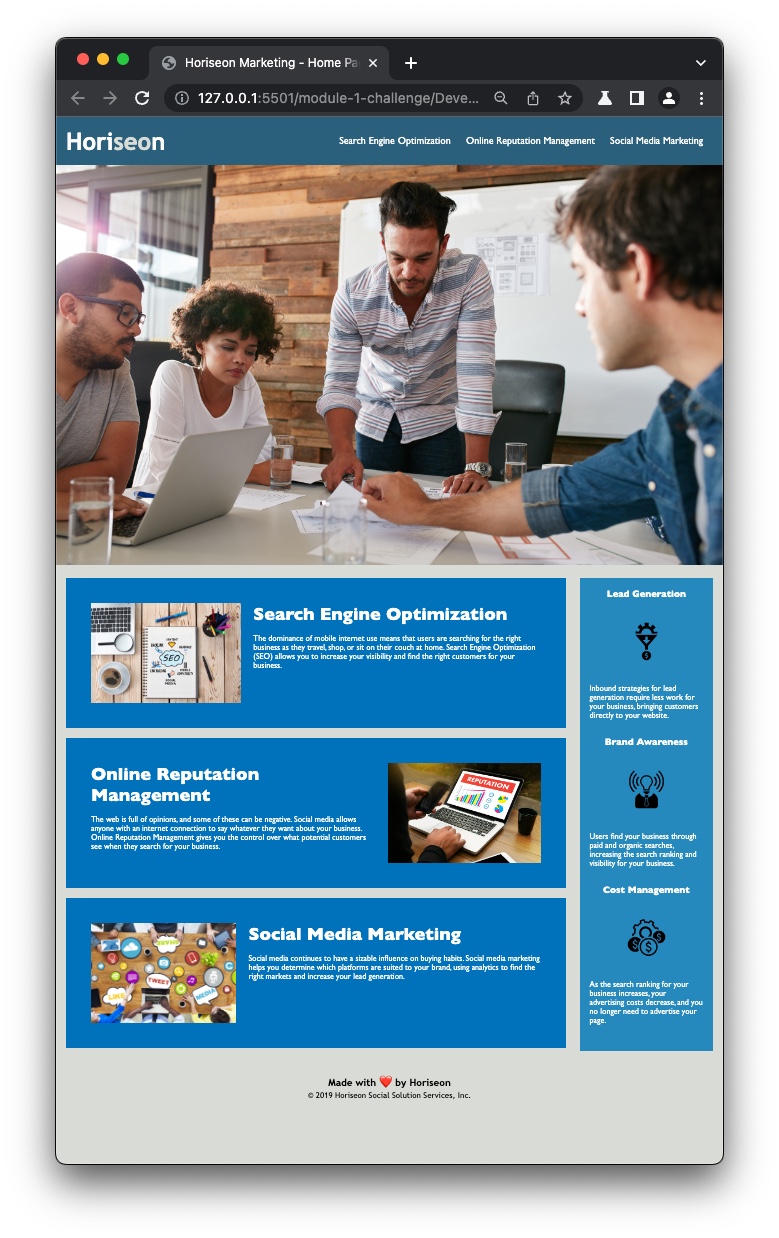 Horiseon Marketing - Home Pa
127.0.0.1:5501/module-1-challenge/Deve...
Horiseon
Search Engine Optimization Online Reputation Management Social Media Marketing
SEO
Search Engine Optimization
The dominance of mobile internet use means that users are searching for the right
business as they travel, shop, or sit on their couch at home. Search Engine Optimization
(SEO) allows you to increase your visibility and find the right customers for your
business.
Online Reputation
Management
The web is full of opinions, and some of these can be negative. Social media allows
anyone with an internet connection to say whatever they want about your business.
Online Reputation Management gives you the control over what potential customers
see when they search for your business.
REPUTATION
SHARE
TWEET
LIKE
MEDIA
Social Media Marketing
Social media continues to have a sizable influence on buying habits. Social media marketing
helps you determine which platforms are suited to your brand, using analytics to find the
right markets and increase your lead generation.
Lead Generation
Inbound strategies for lead
generation require less work for
your business, bringing customers
directly to your website.
Brand Awareness
Users find your business through
paid and organic searches,
increasing the search ranking and
visibility for your business.
Cost Management
$
$ $
As the search ranking for your
business increases, your
advertising costs decrease, and you
no longer need to advertise your
page.
Made with ❤️ by Horiseon
© 2019 Horiseon Social Solution Services, Inc.